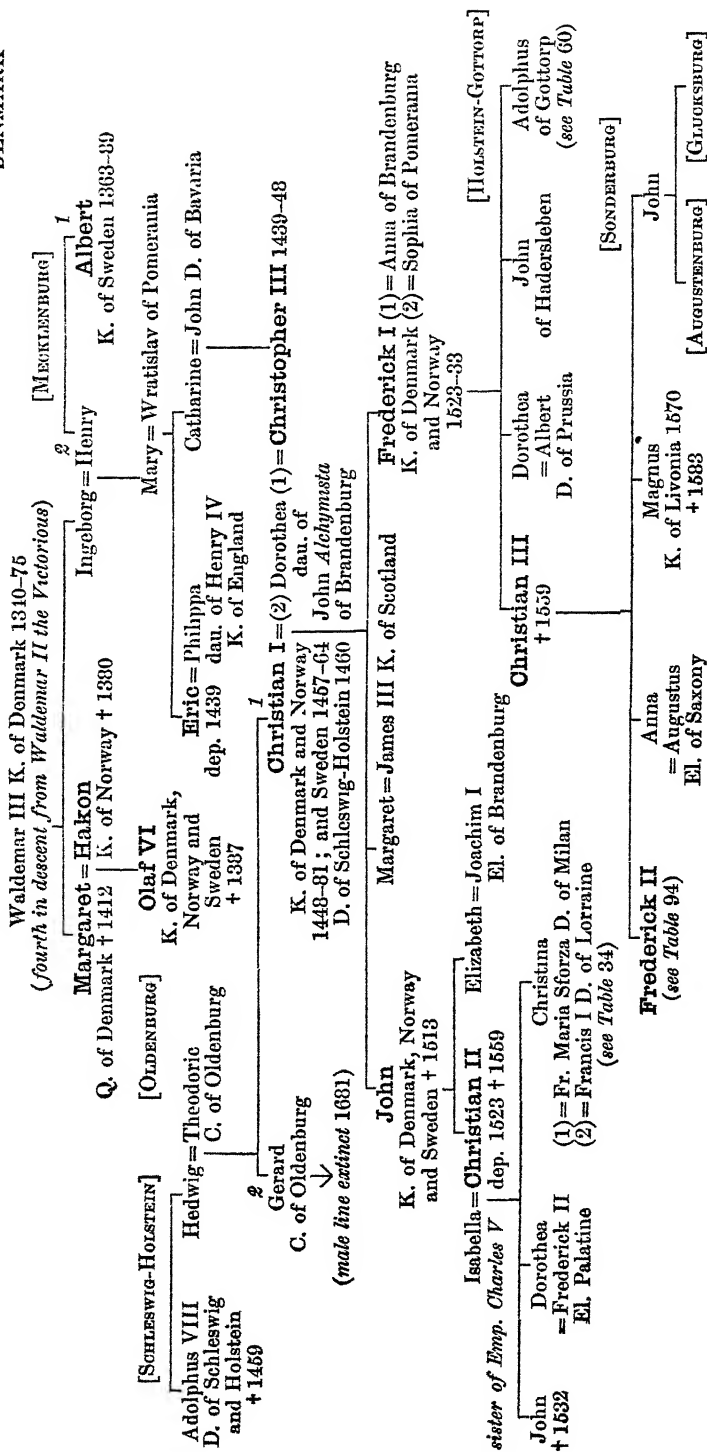 DENMARK
Waldemar III K. of Denmark 1310–75
(fourth in descent from Waldemar II the Victorious)
[MECKLENBURG]
Margaret=Hakon
Q. of Denmark † 1412
K. of Norway † 1380
2
Ingeborg=Henry
1
Albert
K. of Sweden 1363–89
Olaf VI
K. of Denmark,
Norway and
Sweden
† 1387
Mary=Wratislav of Pomerania
[SCHLESWIG-HOLSTEIN]
[OLDENBURG]
Adolphus VIII
D. of Schleswig
and Holstein
† 1459
Hedwig=Theodoric
C. of Oldenburg
Eric=Philippa
dep. 1439
dau. of Henry IV
K. of England
Catharine=John D. of Bavaria
2
Gerard
C. of Oldenburg
(male line extinct 1681)
1
Christian I=(2) Dorothea (1)=Christopher III 1439–48
K. of Denmark and Norway
1448–81; and Sweden 1457–64
D. of Schleswig-Holstein 1460
dau. of
John Alchymista
of Brandenburg
John
K. of Denmark, Norway
and Sweden † 1513
Margaret=James III K. of Scotland
Frederick I (1)=Anna of Brandenburg
K. of Denmark (2)=Sophia of Pomerania
and Norway
1523–33
Isabella=Christian II
sister of Emp. Charles V
dep. 1523 † 1559
Elizabeth=Joachim I
El. of Brandenburg
[HOLSTEIN-GOTTORP]
Christian III
† 1559
Dorothea
=Albert
D. of Prussia
John
of Hadersleben
Adolphus
of Gottorp
(see Table 60)
John
† 1532
Dorothea
=Frederick II
El. Palatine
Christina
(1)=Fr. Maria Sforza D. of Milan
(2)=Francis I D. of Lorraine
(see Table 34)
[SONDERBURG]
Frederick II
(see Table 94)
Anna
=Augustus
El. of Saxony
Magnus
K. of Livonia 1570
† 1583
John
[AUGUSTENBURG]
[GLUCKSBURG]